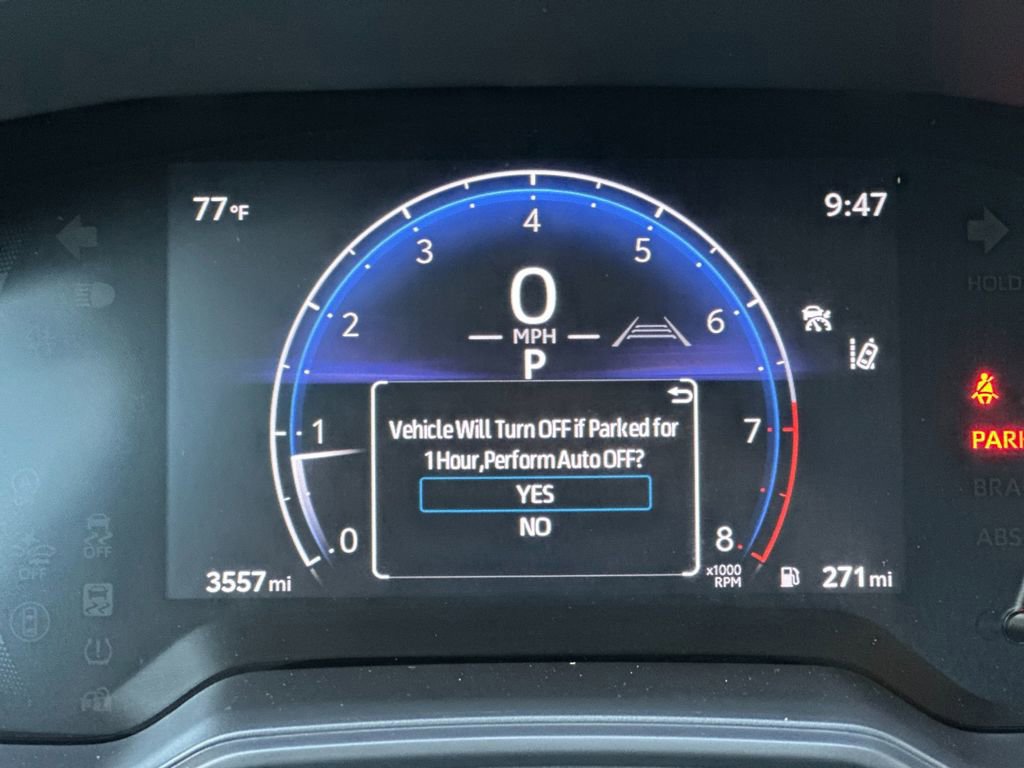 77°F
9:47
4
3
5
HOLD
0
2
6
MPH
P
1
7
Vehicle Will Turn OFF if Parked for
1 Hour,Perform Auto OFF?
YES
NO
PARK
BRA
ABS
OFF
0
8
x1000
RPM
OFF
3557 mi
271 mi